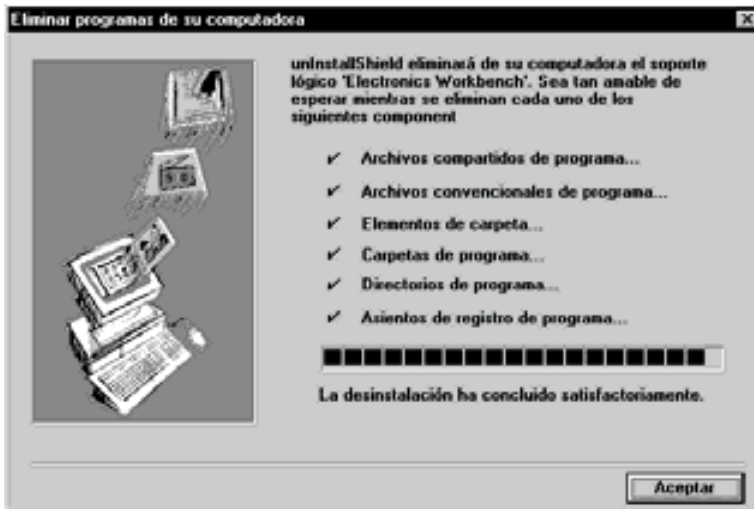 Eliminar programas de su computadora
unInstallShield eliminará de su computadora el soporte
lógico 'Electronics Workbench'. Sea tan amable de
esperar mientras se eliminan cada uno de los
siguientes component
Archivos compartidos de programa...
Archivos convencionales de programa...
Elementos de carpeta...
Carpetas de programa...
Directorios de programa...
Asientos de registro de programa...
La desinstalación ha concluido satisfactoriamente.
Aceptar